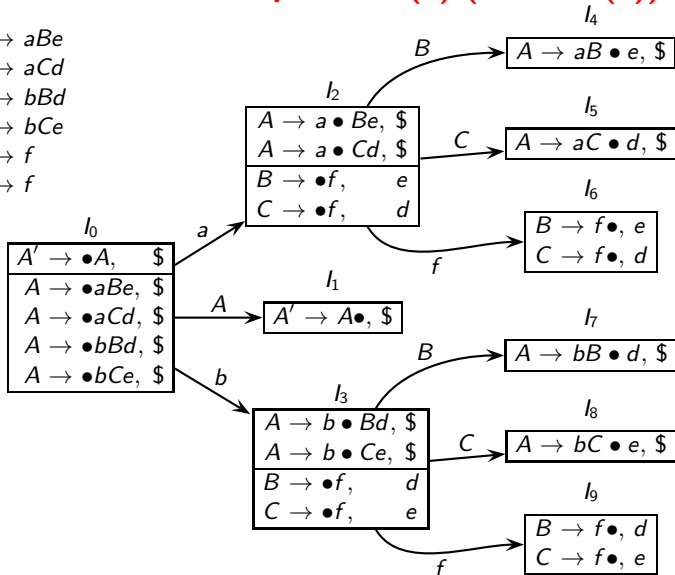 → aBe
→ aCd
→ bBd
→ bCe
→ f
→ f
I0
A′ → •A, $
A → •aBe, $
A → •aCd, $
A → •bBd, $
A → •bCe, $
a
A
b
I2
A → a • Be, $
A → a • Cd, $
B → •f, e
C → •f, d
I1
A′ → A•, $
I3
A → b • Bd, $
A → b • Ce, $
B → •f, d
C → •f, e
B
C
f
B
C
f
I4
A → aB • e, $
I5
A → aC • d, $
I6
B → f•, e
C → f•, d
I7
A → bB • d, $
I8
A → bC • e, $
I9
B → f•, d
C → f•, e